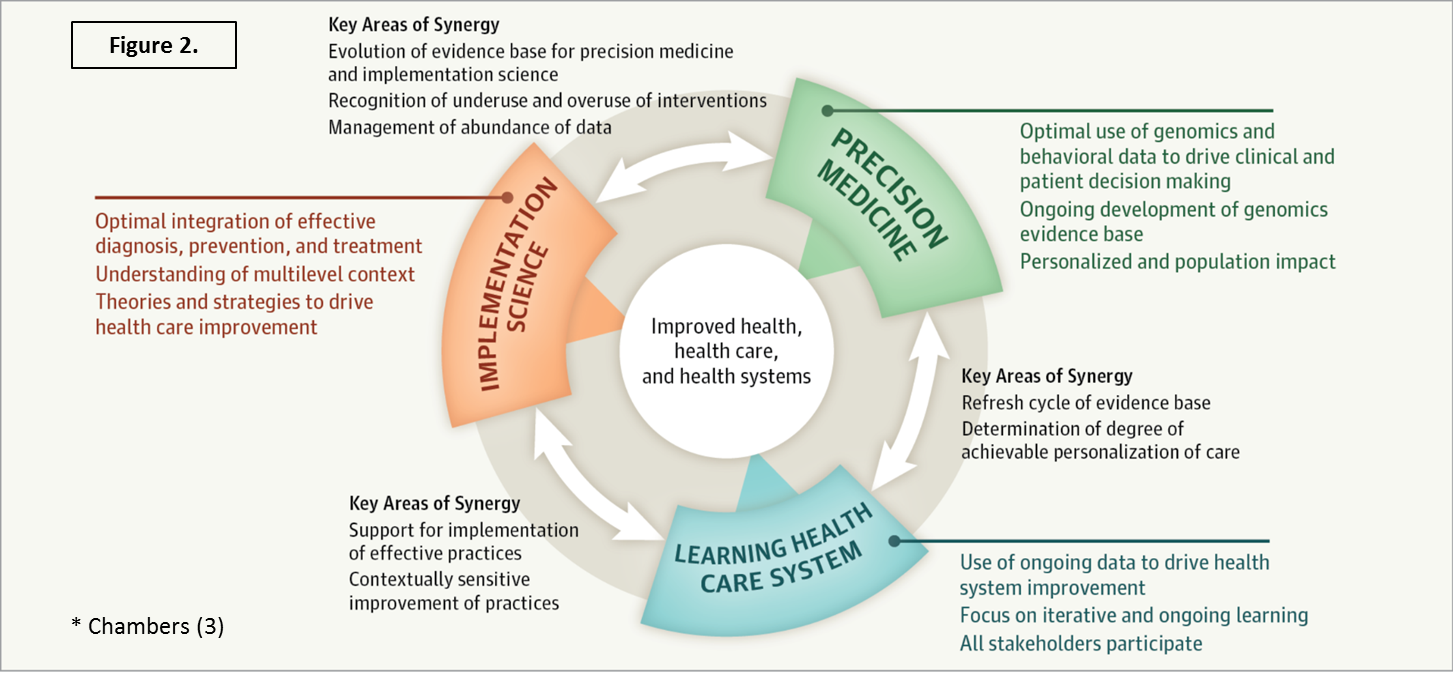 Figure 2.
Key Areas of Synergy
Evolution of evidence base for precision medicine
and implementation science
Recognition of underuse and overuse of interventions
Management of abundance of data
PRECISION
MEDICINE
Optimal use of genomics and
behavioral data to drive clinical and
patient decision making
Ongoing development of genomics
evidence base
Personalized and population impact
IMPLEMENTATION
SCIENCE
Optimal integration of effective
diagnosis, prevention, and treatment
Understanding of multilevel context
Theories and strategies to drive
health care improvement
Improved health,
health care,
and health systems
Key Areas of Synergy
Refresh cycle of evidence base
Determination of degree of
achievable personalization of care
Key Areas of Synergy
Support for implementation
of effective practices
Contextually sensitive
improvement of practices
LEARNING HEALTH
CARE SYSTEM
Use of ongoing data to drive health
system improvement
Focus on iterative and ongoing learning
All stakeholders participate
* Chambers (3)